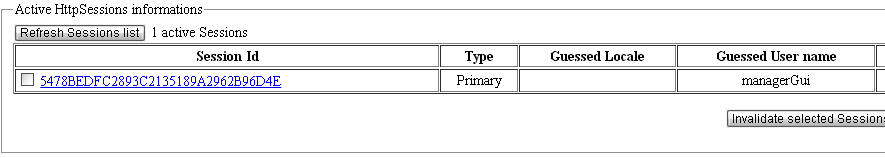 Active HttpSessions informations
Refresh Sessions list 1 active Sessions
Session Id Type Guessed Locale Guessed User name
5478BEDFC2893C2135189A2962B96D4E Primary managerGui
Invalidate selected Sessions